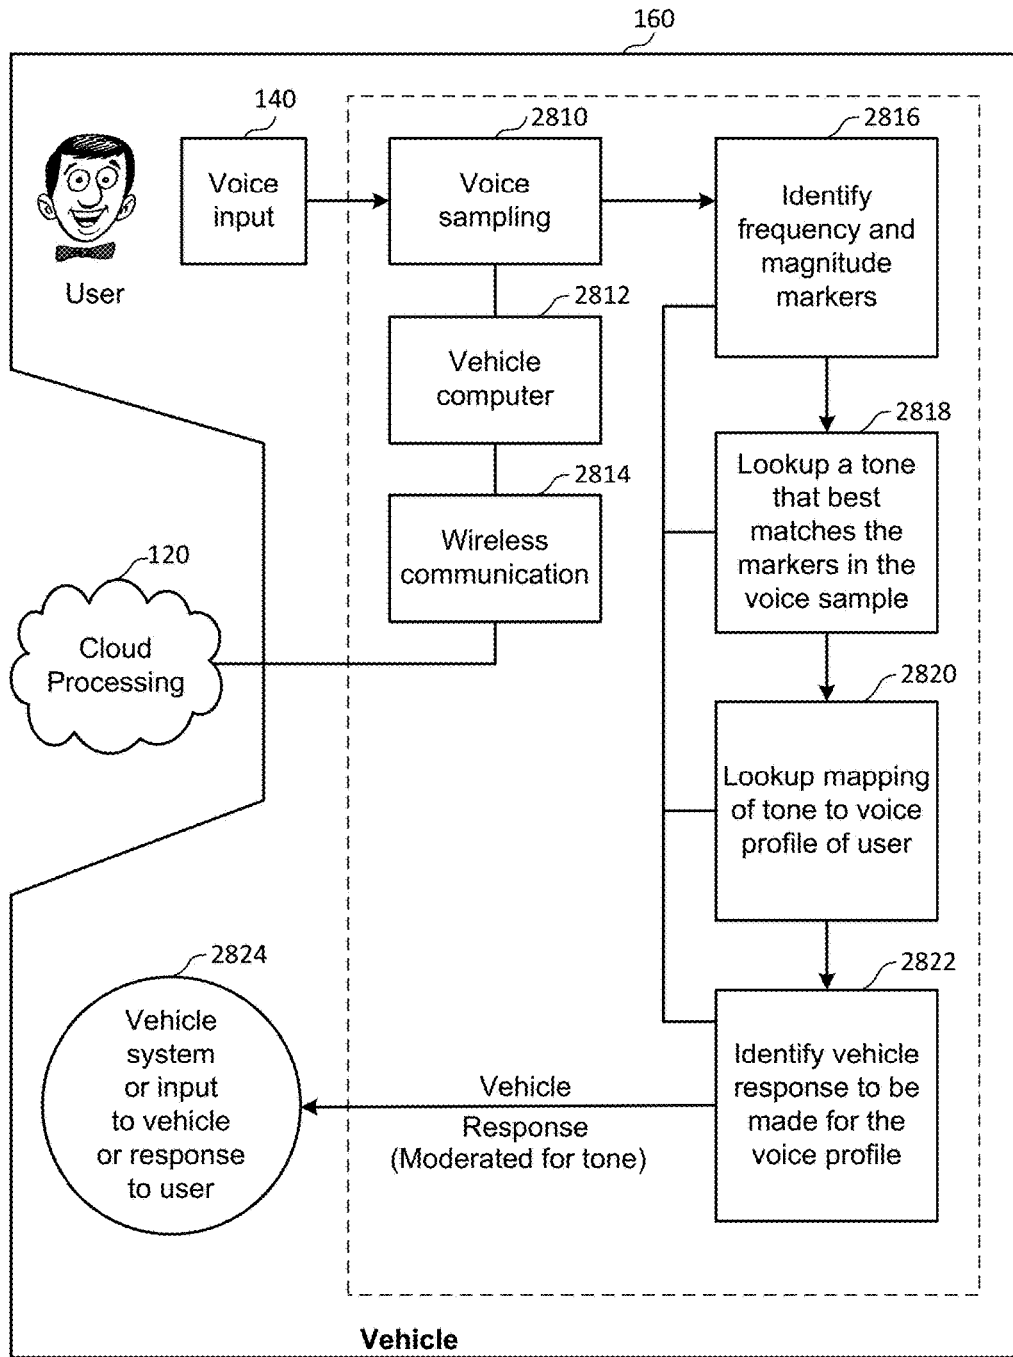 160
140
Voice
input
User
2810
Voice
sampling
2816
Identify
frequency and
magnitude
markers
2812
Vehicle
computer
2814
Wireless
communication
2818
Lookup a tone
that best
matches the
markers in the
voice sample
120
Cloud
Processing
2820
Lookup mapping
of tone to voice
profile of user
2822
Identify vehicle
response to be
made for the
voice profile
Vehicle
Response
(Moderated for tone)
2824
Vehicle
system
or input
to vehicle
or response
to user
Vehicle